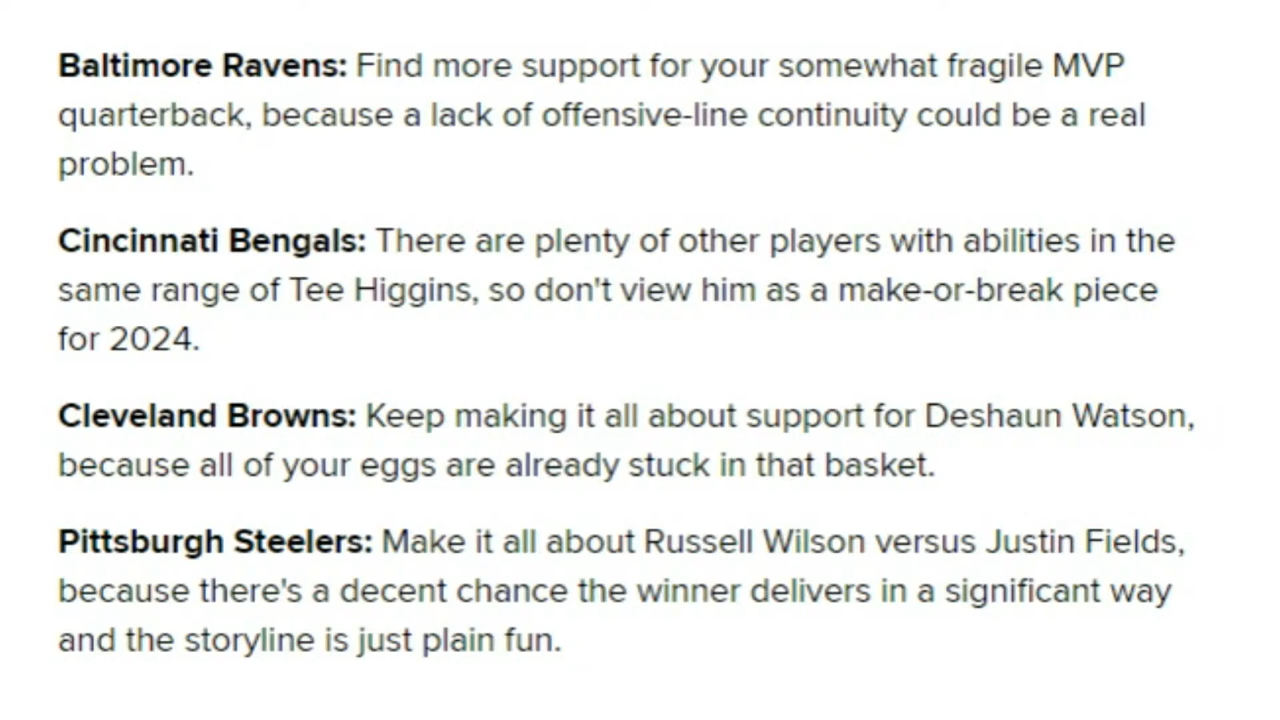 Baltimore Ravens: Find more support for your somewhat fragile MVP
quarterback, because a lack of offensive-line continuity could be a real
problem.
Cincinnati Bengals: There are plenty of other players with abilities in the
same range of Tee Higgins, so don't view him as a make-or-break piece
for 2024.
Cleveland Browns: Keep making it all about support for Deshaun Watson,
because all of your eggs are already stuck in that basket.
Pittsburgh Steelers: Make it all about Russell Wilson versus Justin Fields,
because there's a decent chance the winner delivers in a significant way
and the storyline is just plain fun.